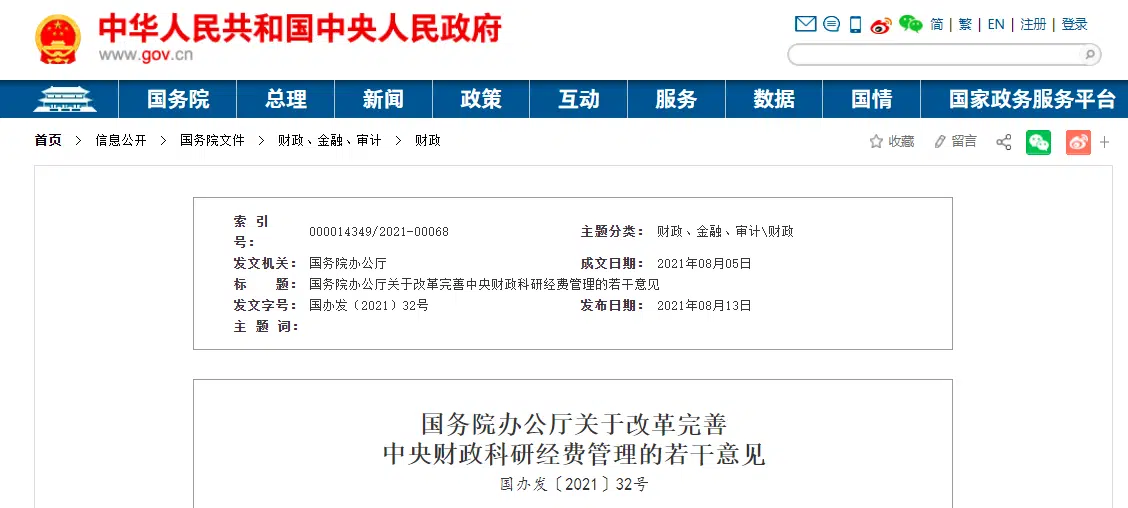 中华人民共和国中央人民政府
www.gov.cn
简 | 繁 | EN | 注册 | 登录
国务院 总理 新闻 政策 互动 服务 数据 国情 国家政务服务平台
首页 > 信息公开 > 国务院文件 > 财政、金融、审计 > 财政
收藏 留言
索 引 号： 000014349/2021-00068 主题分类： 财政、金融、审计\财政
发文机关： 国务院办公厅 成文日期： 2021年08月05日
标 题： 国务院办公厅关于改革完善中央财政科研经费管理的若干意见
发文字号： 国办发〔2021〕32号 发布日期： 2021年08月13日
主 题 词：
国务院办公厅关于改革完善
中央财政科研经费管理的若干意见
国办发〔2021〕32号